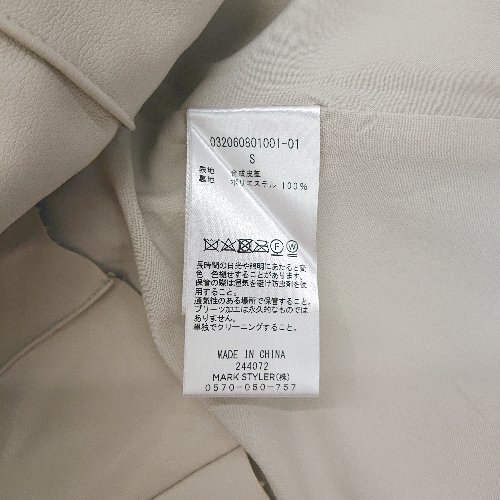 032060801001-01
S
表地 合成皮革
裏地 ポリエステル 100%
長時間の日光や照明にあたると変
色、色褪せすることがあります。
保管の際は湿気を避け防虫剤を使
用すること。
通気性のある場所で保管すること。
プリーツ加工は永久的なものでは
ありません。
単独でクリーニングすること。
MADE IN CHINA
244072
MARK STYLER(株)
0570-050-757